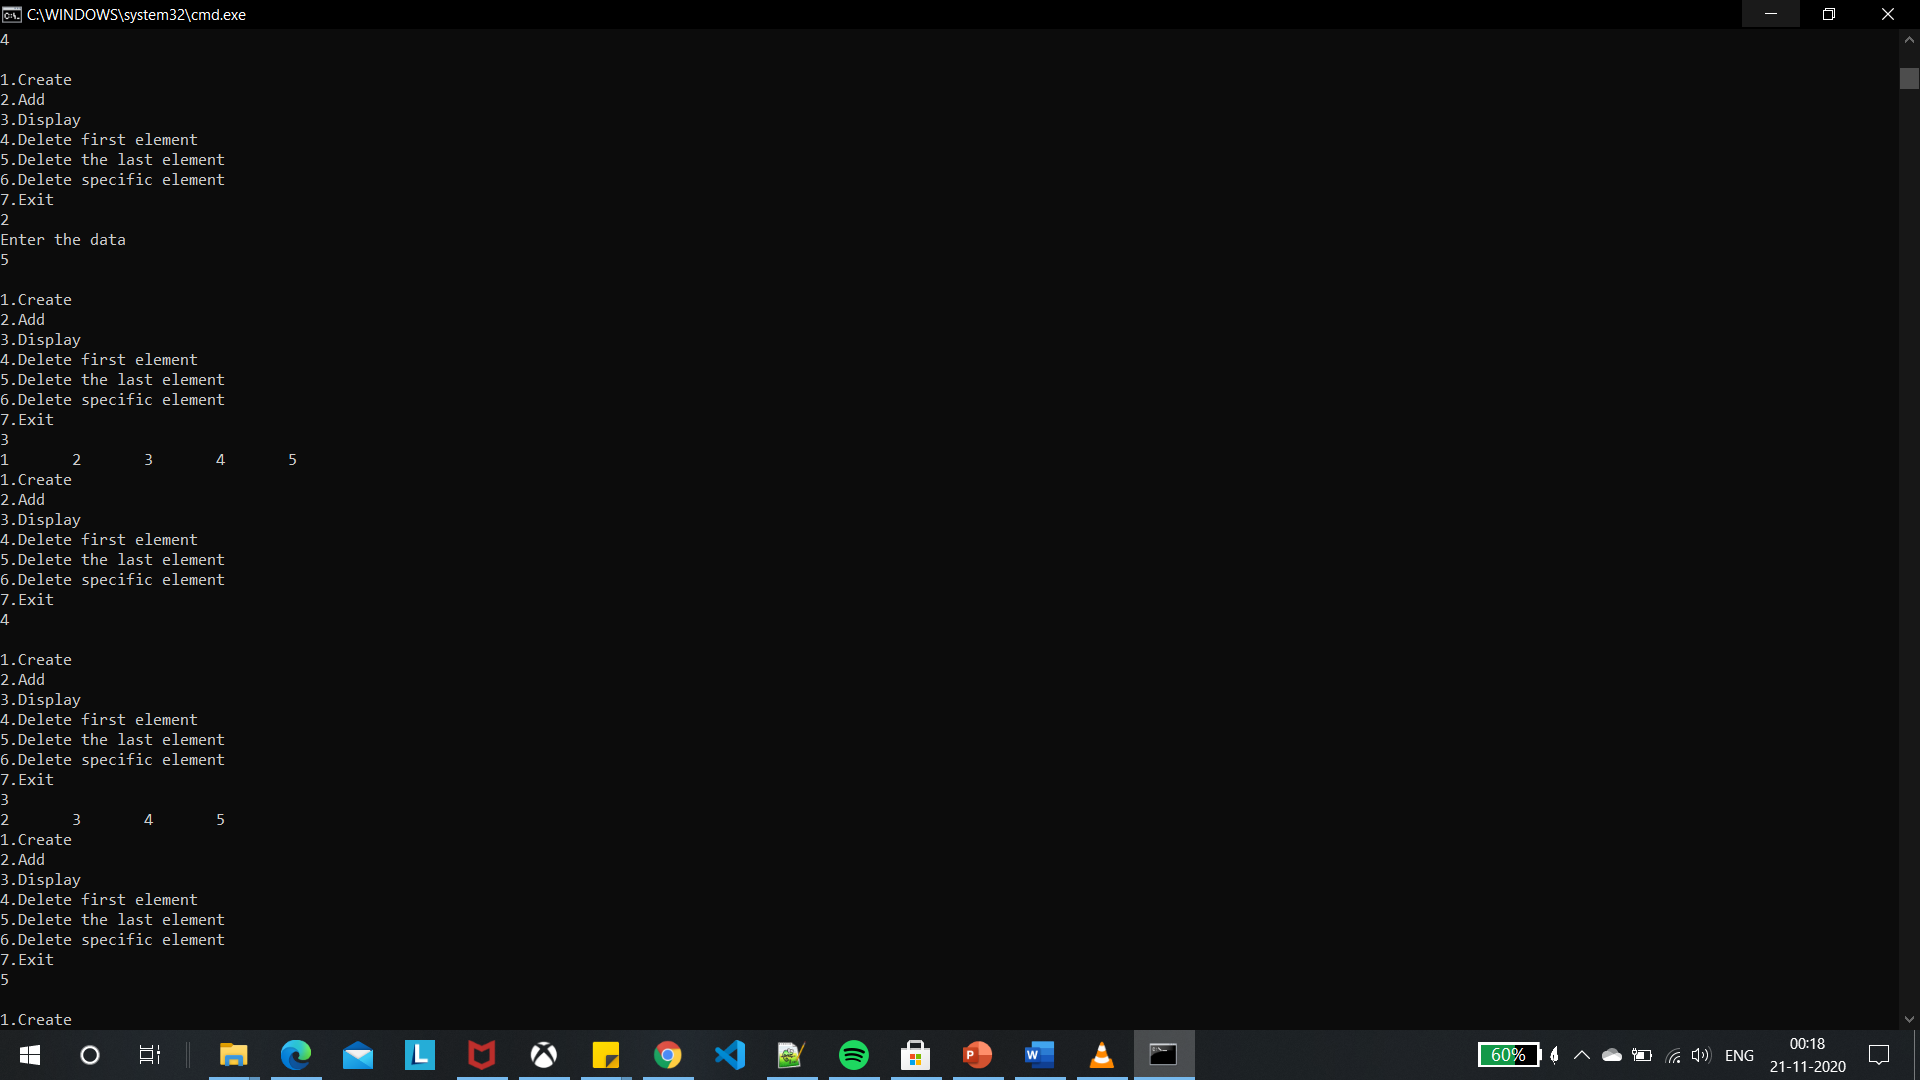 C:\WINDOWS\system32\cmd.exe
4

1.Create
2.Add
3.Display
4.Delete first element
5.Delete the last element
6.Delete specific element
7.Exit
2
Enter the data
5

1.Create
2.Add
3.Display
4.Delete first element
5.Delete the last element
6.Delete specific element
7.Exit
3
1       2       3       4       5
1.Create
2.Add
3.Display
4.Delete first element
5.Delete the last element
6.Delete specific element
7.Exit
4

1.Create
2.Add
3.Display
4.Delete first element
5.Delete the last element
6.Delete specific element
7.Exit
3
2       3       4       5
1.Create
2.Add
3.Display
4.Delete first element
5.Delete the last element
6.Delete specific element
7.Exit
5

1.Create
L
P
W
60%
ENG
00:18
21-11-2020